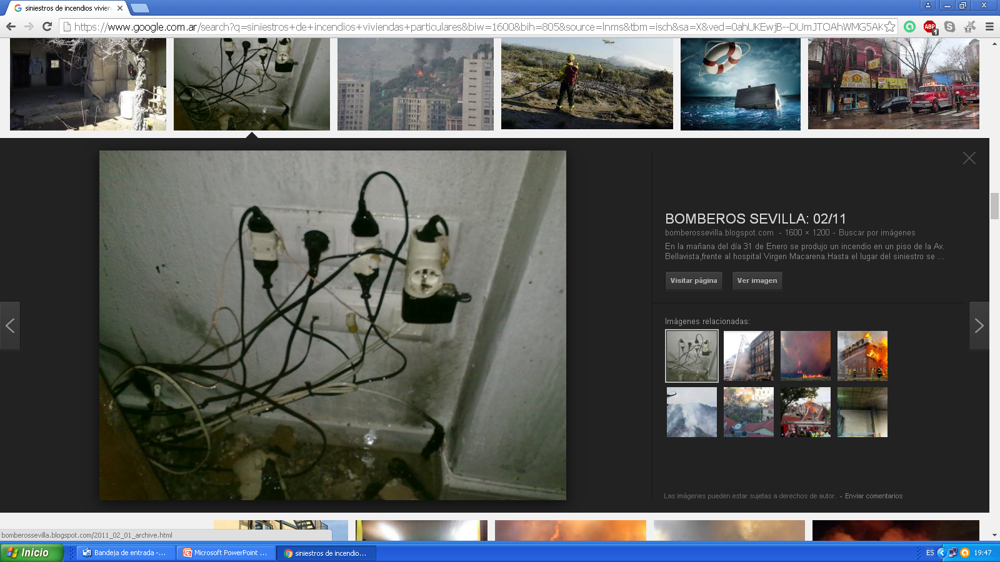 siniestros de incendios vivien
https://www.google.com.ar/search?q=siniestros+de+incendios+viviendas+particulares&biw=1600&bih=805&source=lnms&tbm=isch&sa=X&ved=0ahUKEwjB--DUmJTOAhWMG5AK
ABP
1
BOMBEROS SEVILLA: 02/11
bomberossevilla.blogspot.com - 1600 × 1200 - Buscar por imágenes
En la mañana del día 31 de Enero se produjo un incendio en un piso de la Av.
Bellavista,frente al hospital Virgen Macarena.Hasta el lugar del siniestro se ...
Visitar página
Ver imagen
Imágenes relacionadas:
Las imágenes pueden estar sujetas a derechos de autor. - Enviar comentarios
bomberossevilla.blogspot.com/2011_02_01_archive.html
Inicio
Bandeja de entrada -...
Microsoft PowerPoint ...
siniestros de incendio...
ES
19:47